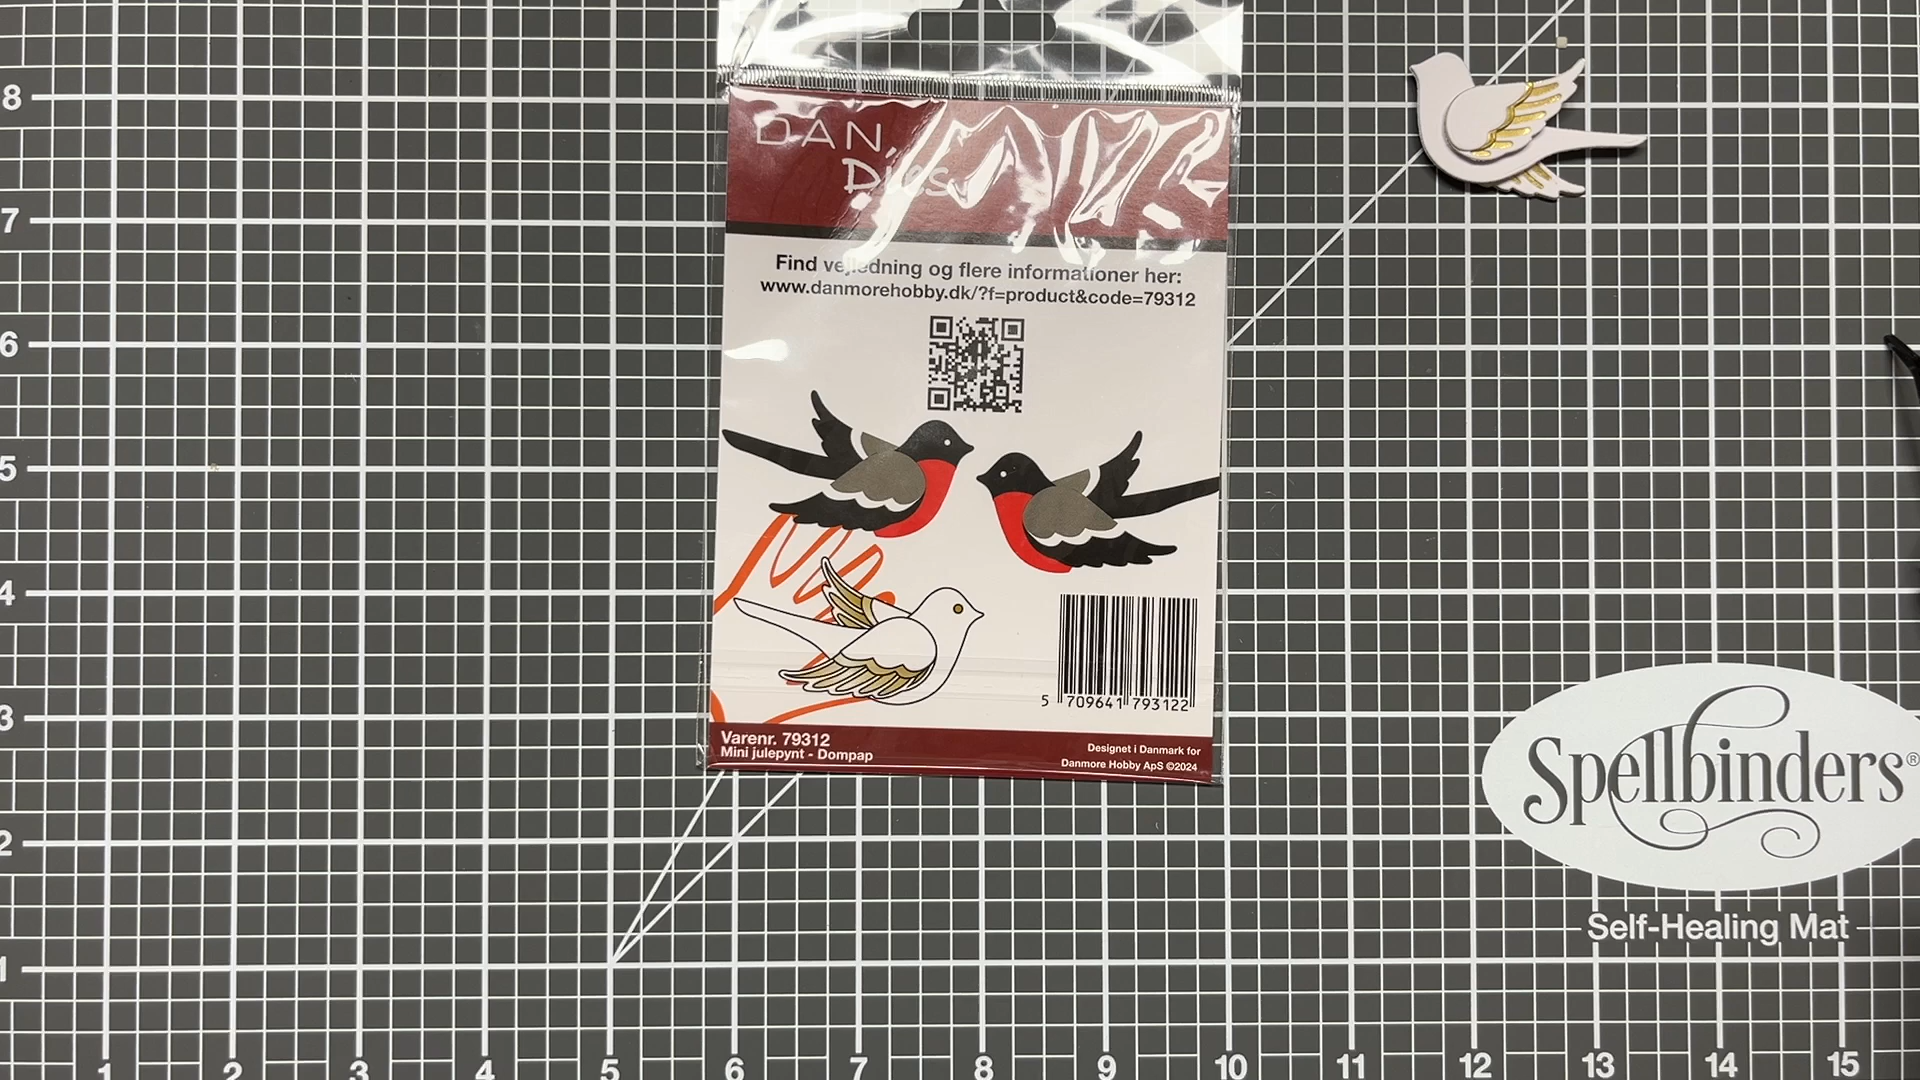 DAN,
Dies
Find vejledning og flere informationer her:
www.danmorehobby.dk/?f=product&code=79312
5 709641 793122
Varenr. 79312
Mini julepynt - Dompap
Designet i Danmark for
Danmore Hobby ApS ©2024
Spellbinders®
Self-Healing Mat
8
7
6
5
4
3
2
1
1 2 3 4 5 6 7 8 9 10 11 12 13 14 15